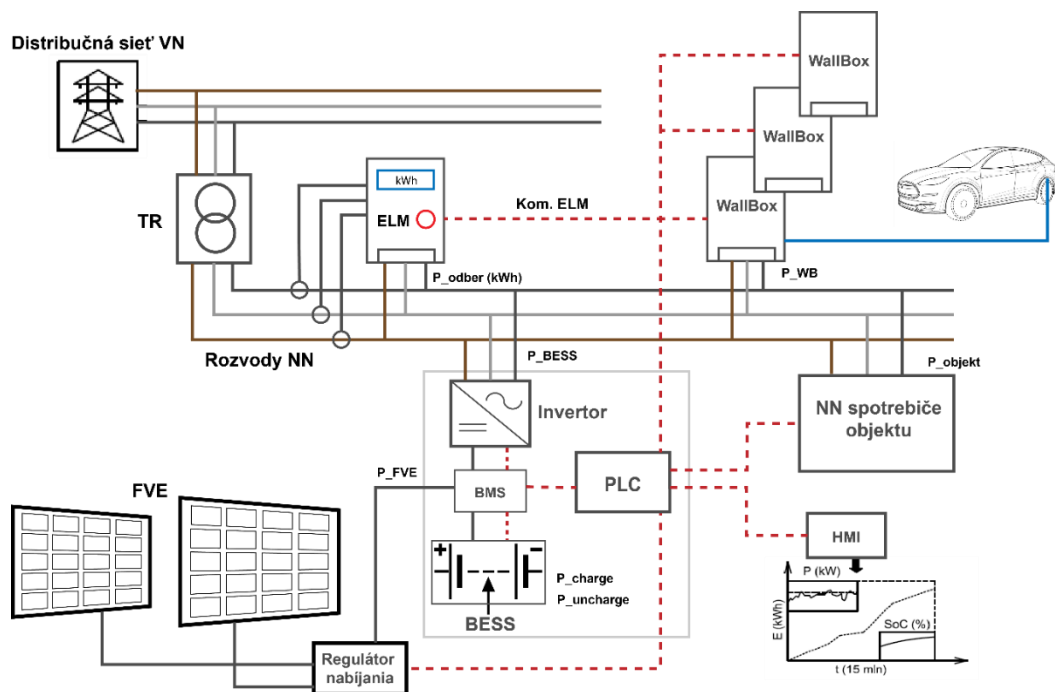 Distribučná sieť VN
WallBox
WallBox
WallBox
kWh
ELM
Kom. ELM
TR
P_odber (kWh)
P_WB
Rozvody NN
P_BESS
P_objekt
Invertor
NN spotrebiče
objektu
P_FVE
BMS
PLC
FVE
HMI
+
−
P_charge
P_uncharge
BESS
P (kW)
E (kWh)
SoC (%)
t (15 mln)
Regulátor
nabíjania